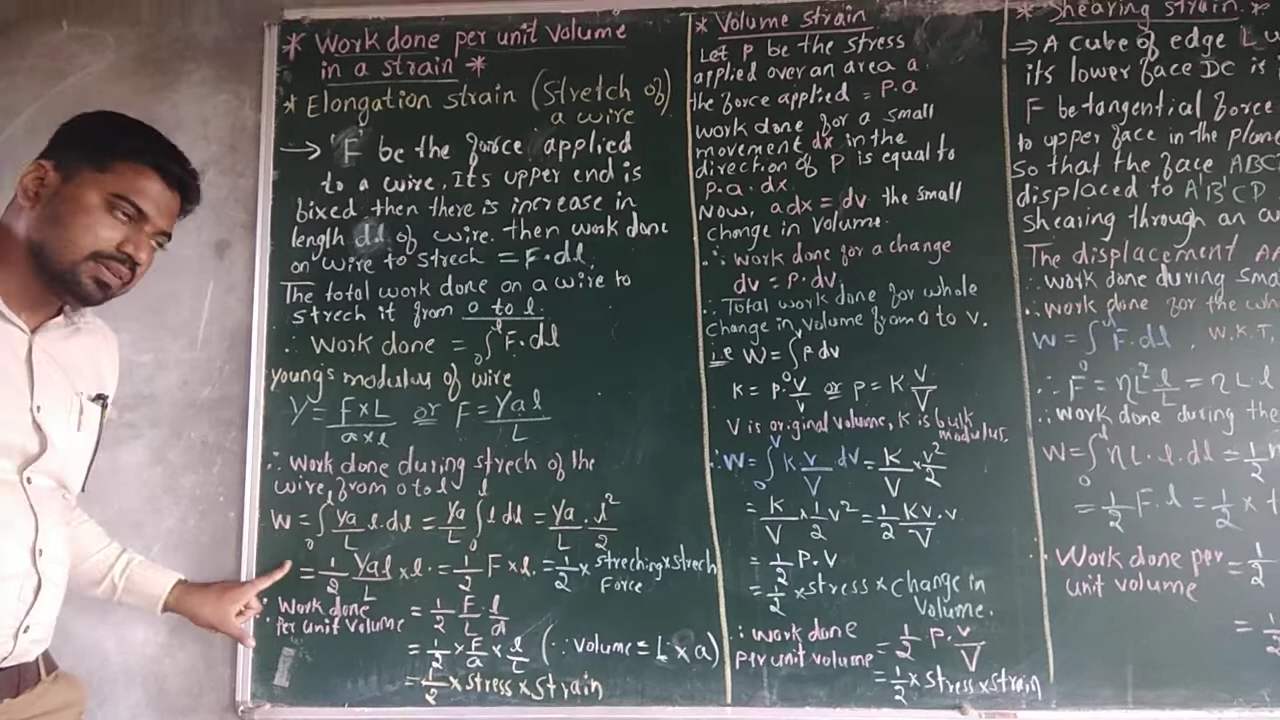 * Work done per unit volume
in a strain *
* Elongation strain (Stretch of
a wire)
→ F be the force applied
to a wire, Its upper end is
fixed then there is increase in
length dl of wire. then work done
on wire to strech = F·dl.
The total work done on a wire to
strech it from 0 to l.
∴ Work done = ₀∫ˡ F·dl
young's modulus of wire
Y = F×L / a×l or F = Yal / L
∴ Work done during strech of the
wire, from 0 to l
W = ₀∫ˡ Ya/L l·dl = Ya/L ₀∫ˡ l dl = Ya/L · l²/2
= 1/2 Yal/L × l · = 1/2 F × l. = 1/2 × streching Force × strech
∴ Work done per unit volume = 1/2 F/L · l/a
= 1/2 × F/a × l/L (∵ volume = L × a)
= 1/2 × stress × strain
* Volume strain
Let P be the stress
applied over an area a.
the force applied = P.a
work done for a small
movement dx in the
direction of P is equal to
P.a.dx.
Now, adx = dv the small
change in Volume.
∴ Work done for a change
dv = P·dv
∴ Total work done for whole
change in volume from 0 to v.
i.e W = ₀∫ᵛ P dv
K = P·V/v or P = K v/V
V is original volume, K is bulk
modulus.
∴ W = ₀∫ᵛ K v/V dv = K/V × v²/2
= K/V × 1/2 v² = 1/2 Kv/V · v
= 1/2 P·v
= 1/2 × stress × change in
Volume.
∴ work done per unit volume = 1/2 P·v/V
= 1/2 × stress × strain
* Shearing strain *
→ A cube of edge L
its lower face DC is
F be tangential force
to upper face in the
so that the face ABC
displaced to A'B'CD
shearing through an
The displacement
∴ work done during
∴ work done for the
W = ₀∫ˡ F·dl , W.K.T,
∴ F = ηL² l/L = ηL·l
∴ work done during the
W = ₀∫ˡ ηL·l·dl = 1/2
= 1/2 F·l = 1/2 ×
∴ Work done per unit volume = 1/2
= 1/2